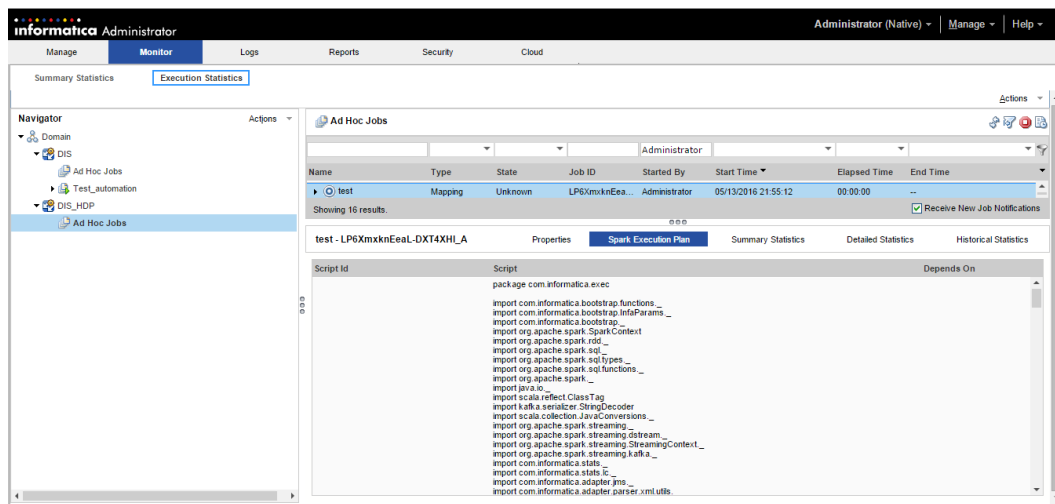 informatica Administrator
Administrator (Native) Manage Help
Manage Monitor Logs Reports Security Cloud
Summary Statistics Execution Statistics
Actions
Navigator Actions
Domain
DIS
Ad Hoc Jobs
Test_automation
DIS_HDP
Ad Hoc Jobs
Ad Hoc Jobs
Administrator
Name Type State Job ID Started By Start Time Elapsed Time End Time
test Mapping Unknown LP6XmxknEea... Administrator 05/13/2016 21:55:12 00:00:00 --
Showing 16 results. Receive New Job Notifications
test - LP6XmxknEeaL-DXT4XHI_A Properties Spark Execution Plan Summary Statistics Detailed Statistics Historical Statistics
Script Id Script Depends On
package com.informatica.exec
import com.informatica.bootstrap.functions._
import com.informatica.bootstrap.InfaParams._
import com.informatica.bootstrap._
import org.apache.spark.SparkContext
import org.apache.spark.rdd._
import org.apache.spark.sql._
import org.apache.spark.sql.types._
import org.apache.spark.sql.functions._
import org.apache.spark._
import java.io._
import scala.reflect.ClassTag
import kafka.serializer.StringDecoder
import scala.collection.JavaConversions._
import org.apache.spark.streaming._
import org.apache.spark.streaming.dstream._
import org.apache.spark.streaming.StreamingContext._
import org.apache.spark.streaming.kafka._
import com.informatica.stats._
import com.informatica.stats.lc._
import com.informatica.adapter.jms._
import com.informatica.adapter.parser.xml.utils.